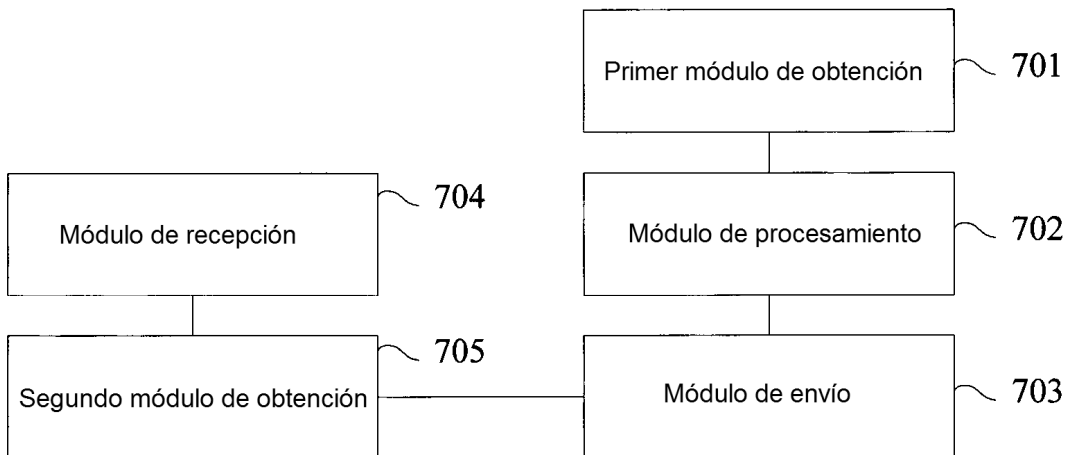 Primer módulo de obtención
701
Módulo de recepción
704
Módulo de procesamiento
702
Segundo módulo de obtención
705
Módulo de envío
703